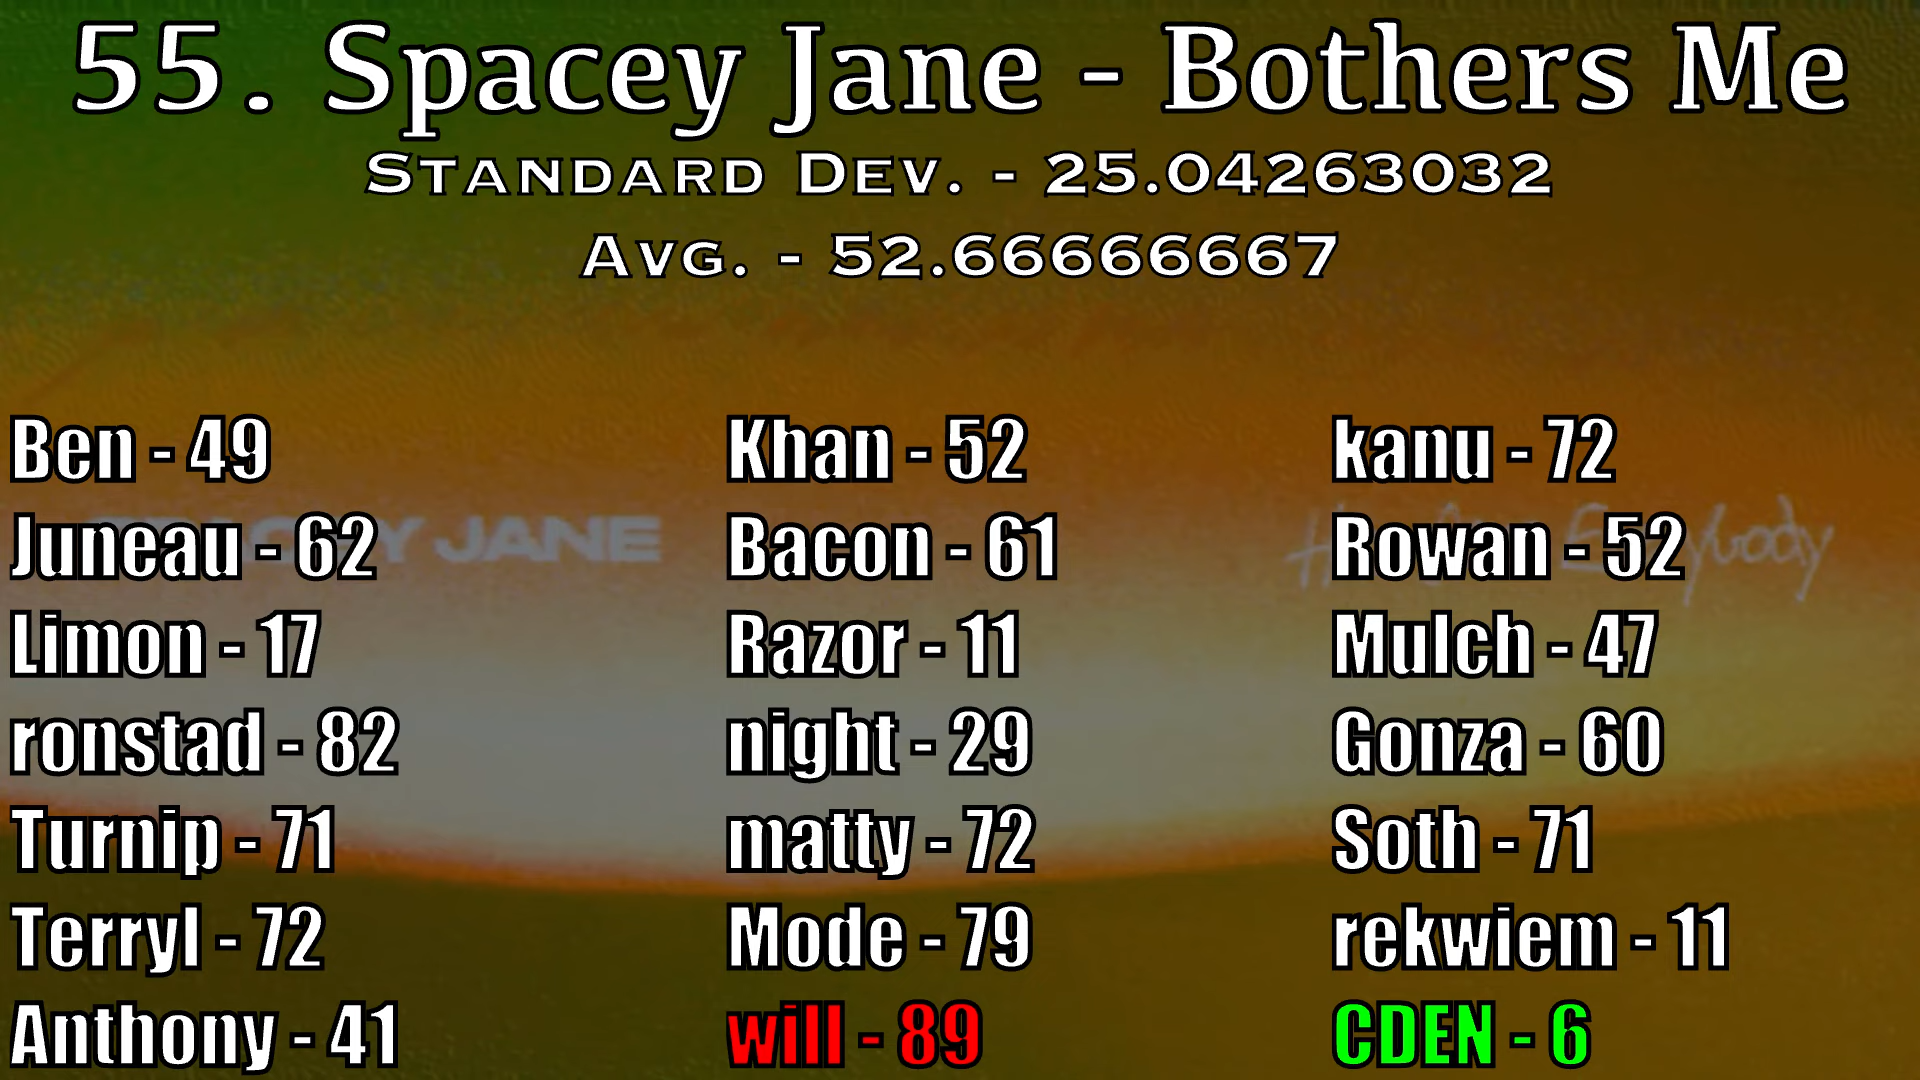 55. Spacey Jane - Bothers Me
Standard Dev. - 25.04263032
Avg. - 52.66666667
Ben - 49
Juneau - 62
Limon - 17
ronstad - 82
Turnip - 71
Terryl - 72
Anthony - 41
Khan - 52
Bacon - 61
Razor - 11
night - 29
matty - 72
Mode - 79
will - 89
kanu - 72
Rowan - 52
Mulch - 47
Gonza - 60
Soth - 71
rekwiem - 11
CDEN - 6
JANE